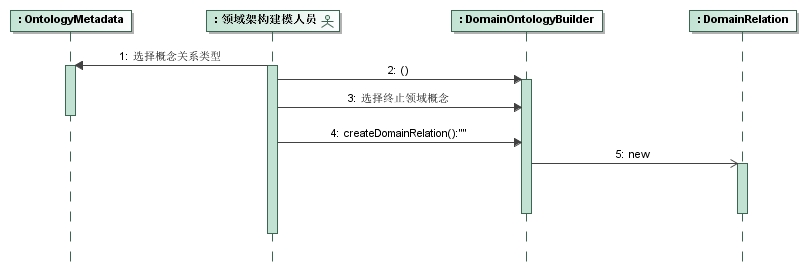 : OntologyMetadata
: 领域架构建模人员
: DomainOntologyBuilder
: DomainRelation
1: 选择概念关系类型
2: ()
3: 选择终止领域概念
4: createDomainRelation():""
5: new